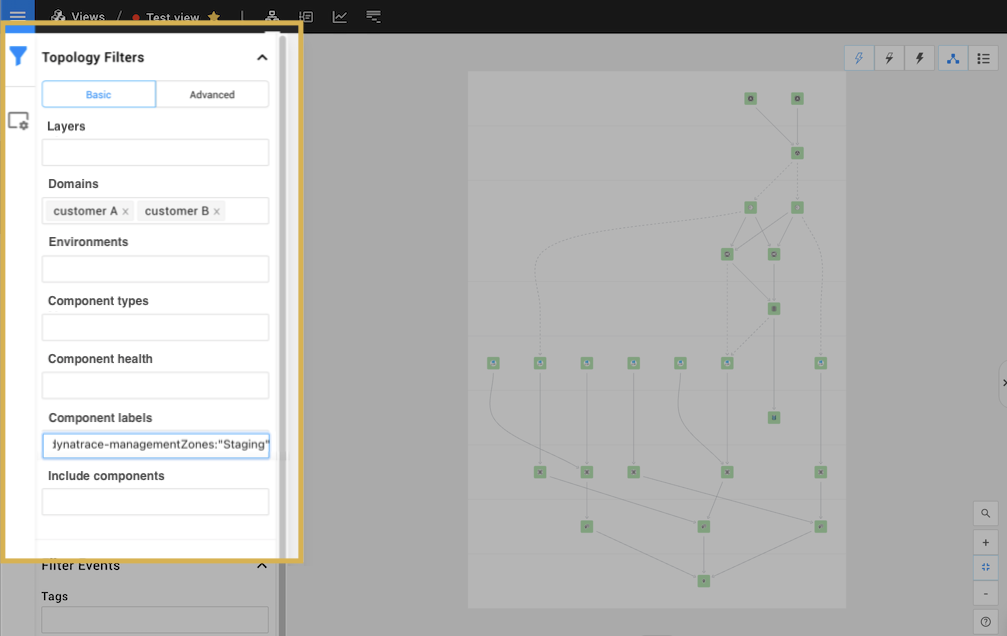 Views / Test view
Topology Filters
Basic Advanced
Layers
Domains
customer A × customer B ×
Environments
Component types
Component health
Component labels
dynatrace-managementZones:"Staging"
Include components
Filter Events
Tags